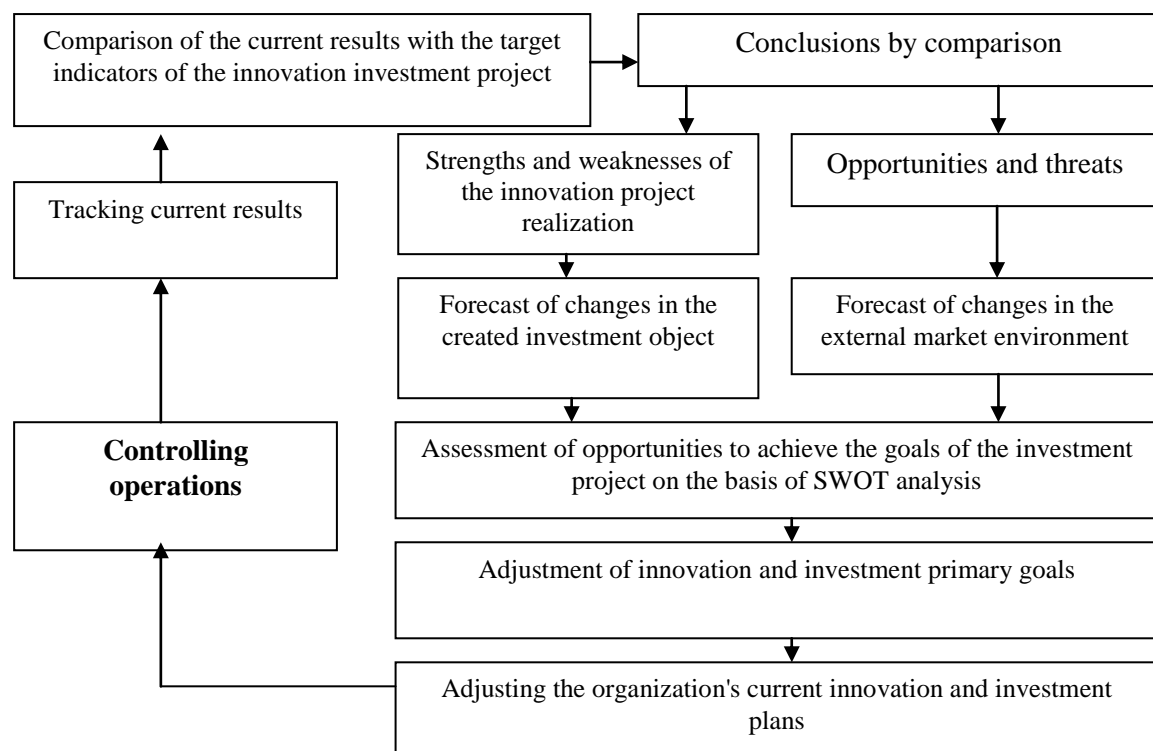 Comparison of the current results with the target
indicators of the innovation investment project
Conclusions by comparison
Strengths and weaknesses of
the innovation project
realization
Opportunities and threats
Tracking current results
Forecast of changes in the
created investment object
Forecast of changes in the
external market environment
Controlling
operations
Assessment of opportunities to achieve the goals of the investment
project on the basis of SWOT analysis
Adjustment of innovation and investment primary goals
Adjusting the organization's current innovation and investment
plans